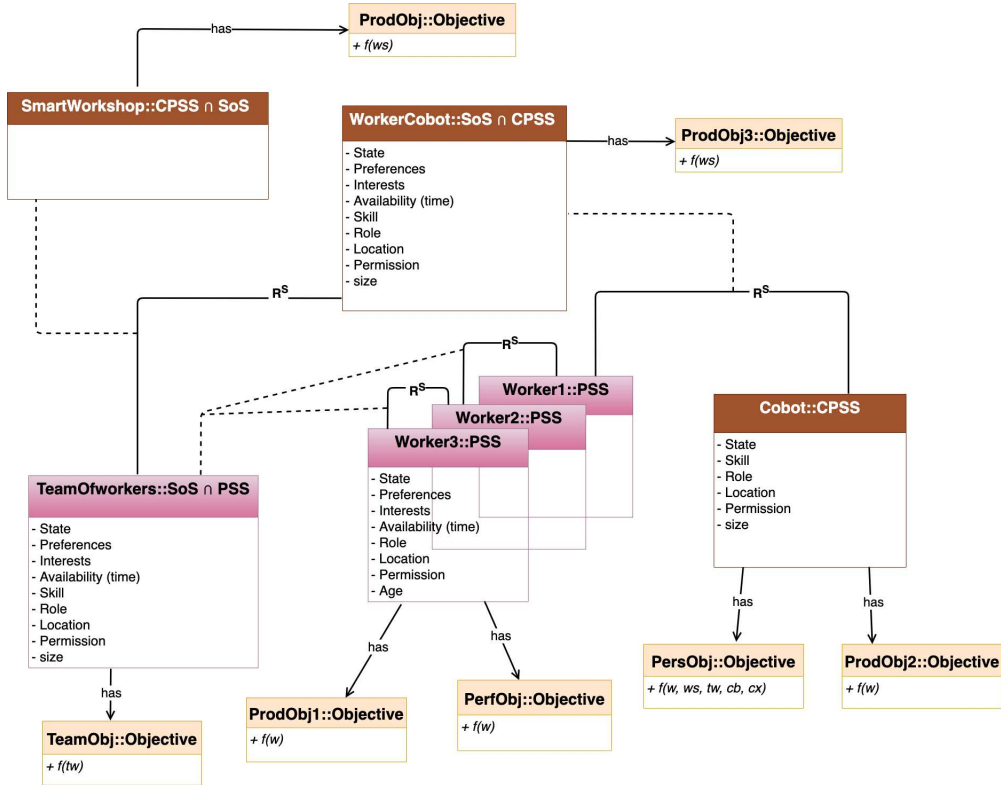 ProdObj::Objective
+ f(ws)
has
SmartWorkshop::CPSS ∩ SoS
WorkerCobot::SoS ∩ CPSS
- State
- Preferences
- Interests
- Availability (time)
- Skill
- Role
- Location
- Permission
- size
has
ProdObj3::Objective
+ f(ws)
R^S
R^S
R^S
R^S
Worker1::PSS
Worker2::PSS
Worker3::PSS
- State
- Preferences
- Interests
- Availability (time)
- Role
- Location
- Permission
- Age
Cobot::CPSS
- State
- Skill
- Role
- Location
- Permission
- size
TeamOfworkers::SoS ∩ PSS
- State
- Preferences
- Interests
- Availability (time)
- Skill
- Role
- Location
- Permission
- size
has
has
has
has
has
TeamObj::Objective
+ f(tw)
ProdObj1::Objective
+ f(w)
PerfObj::Objective
+ f(w)
PersObj::Objective
+ f(w, ws, tw, cb, cx)
ProdObj2::Objective
+ f(w)